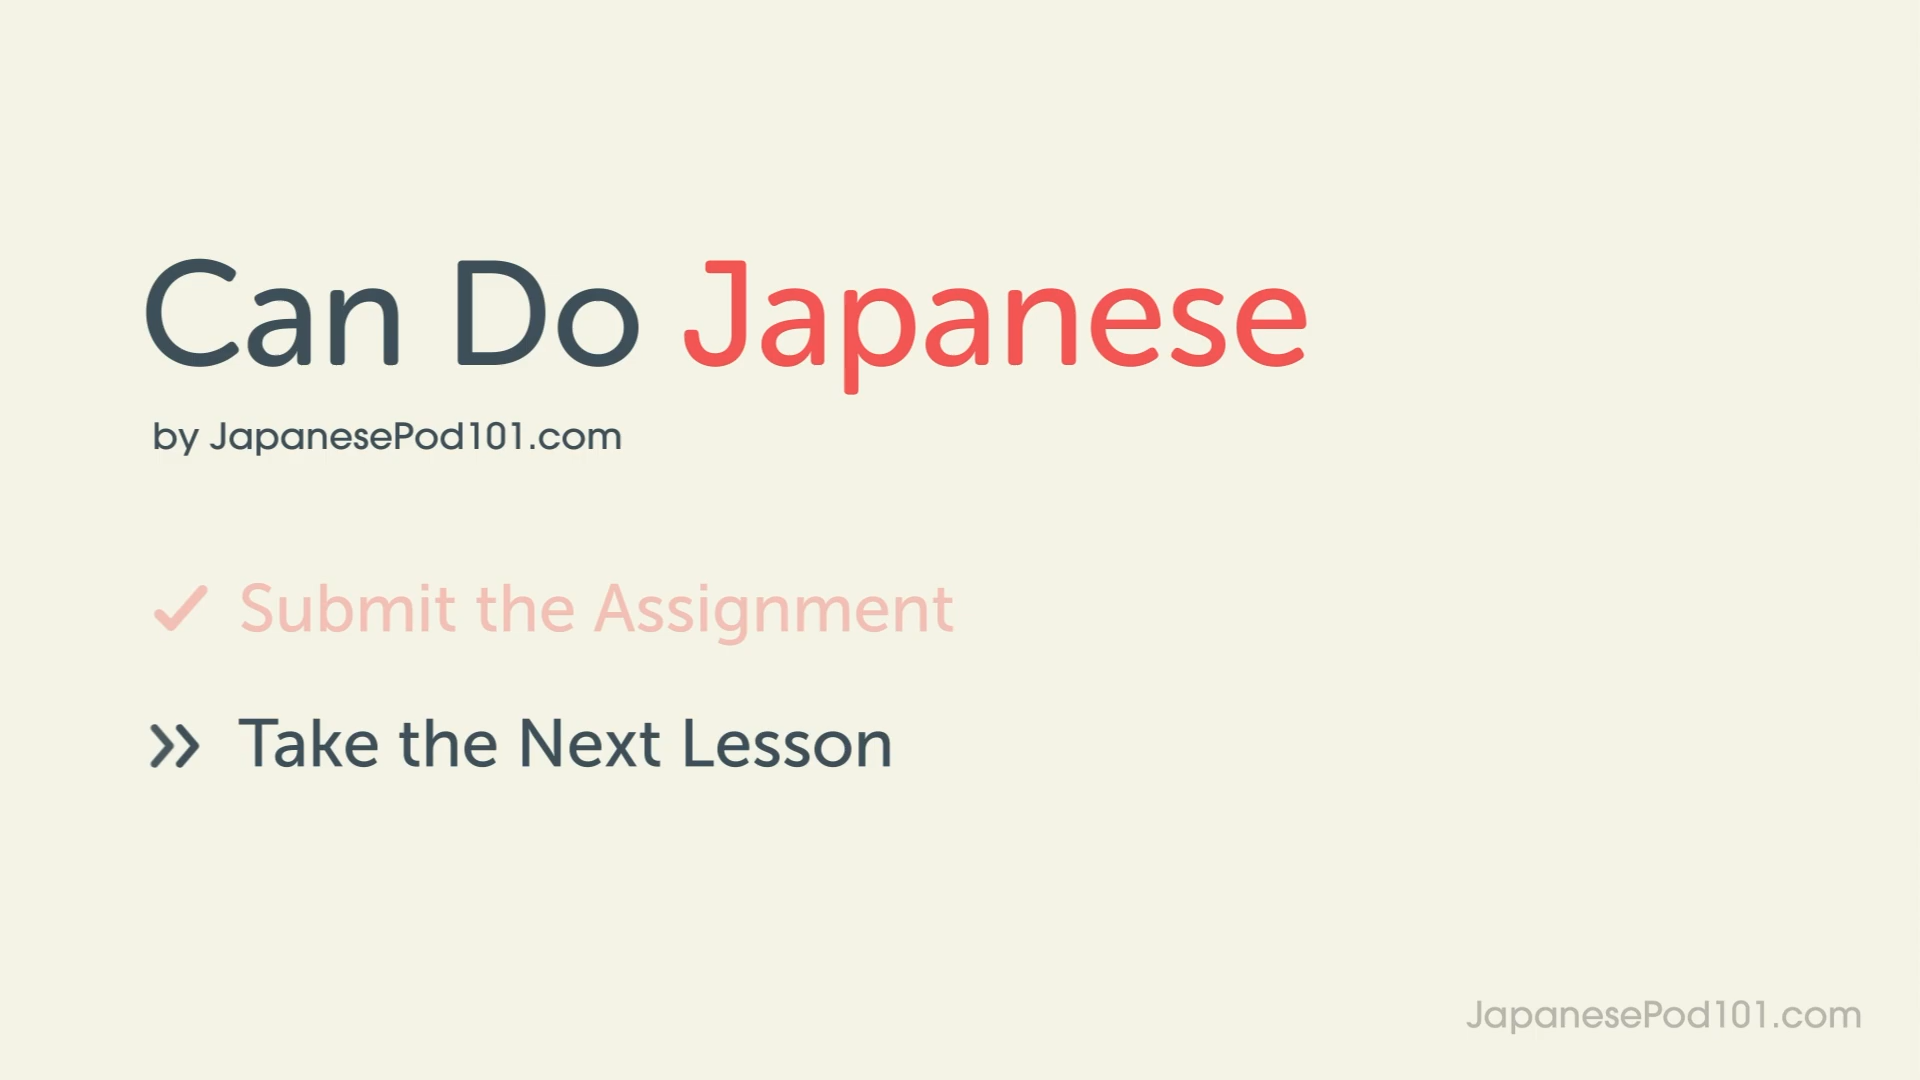 Can Do Japanese
by JapanesePod101.com
Submit the Assignment
Take the Next Lesson
JapanesePod101.com